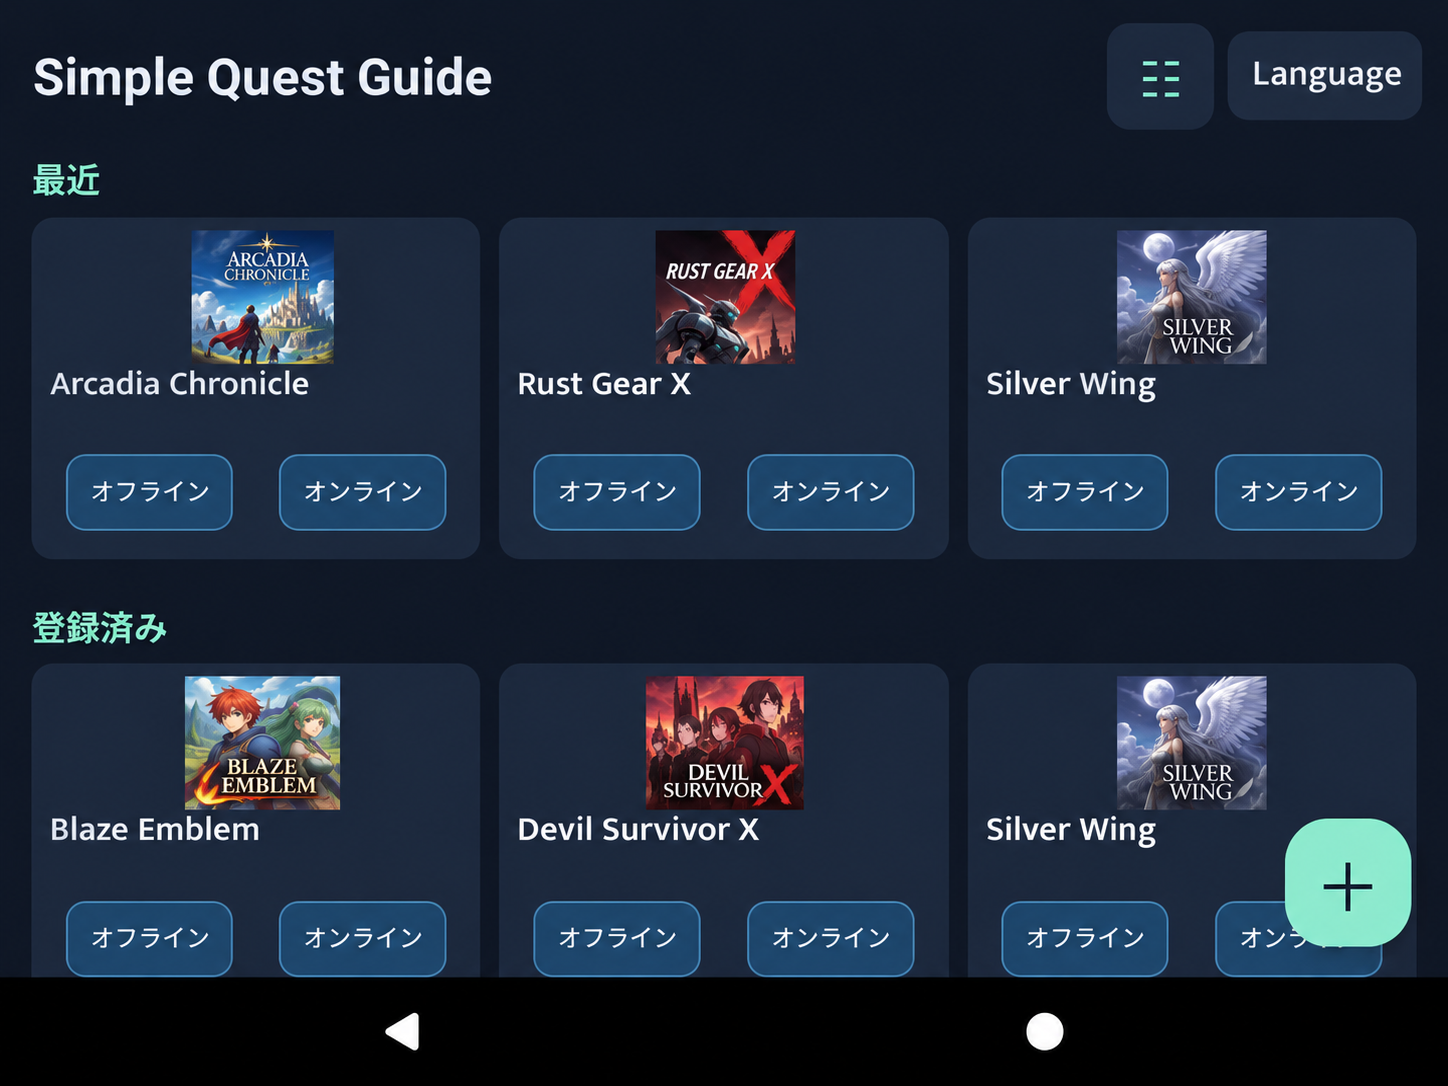 Simple Quest Guide
Language
最近
ARCADIA
CHRONICLE
RUST GEAR X
SILVER
WING
Arcadia Chronicle
Rust Gear X
Silver Wing
オフライン
オンライン
オフライン
オンライン
オフライン
オンライン
登録済み
BLAZE
EMBLEM
DEVIL
SURVIVOR X
SILVER
WING
Blaze Emblem
Devil Survivor X
Silver Wing
オフライン
オンライン
オフライン
オンライン
オフライン